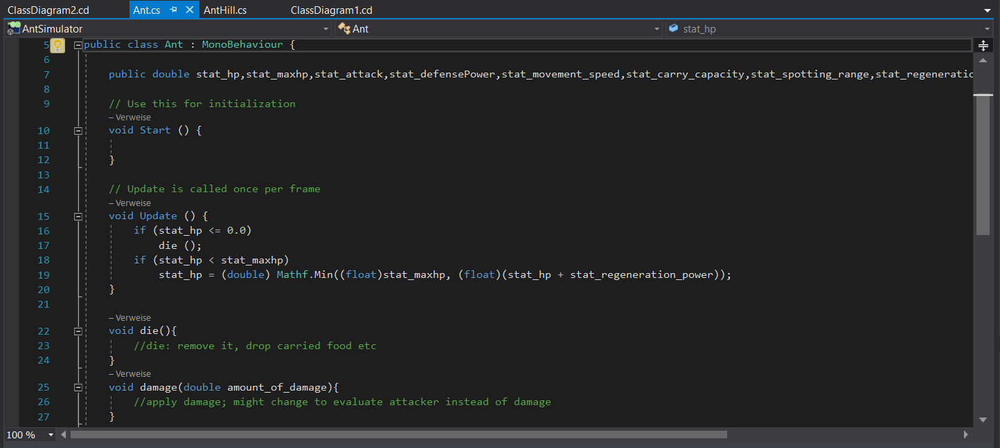 ClassDiagram2.cd Ant.cs AntHill.cs ClassDiagram1.cd
AntSimulator Ant stat_hp
5 public class Ant : MonoBehaviour {
6
7 public double stat_hp,stat_maxhp,stat_attack,stat_defensePower,stat_movement_speed,stat_carry_capacity,stat_spotting_range,stat_regeneratio
8
9 // Use this for initialization
– Verweise
10 void Start () {
11
12 }
13
14 // Update is called once per frame
– Verweise
15 void Update () {
16 if (stat_hp <= 0.0)
17 die ();
18 if (stat_hp < stat_maxhp)
19 stat_hp = (double) Mathf.Min((float)stat_maxhp, (float)(stat_hp + stat_regeneration_power));
20 }
21
– Verweise
22 void die(){
23 //die: remove it, drop carried food etc
24 }
– Verweise
25 void damage(double amount_of_damage){
26 //apply damage; might change to evaluate attacker instead of damage
27 }
100 %